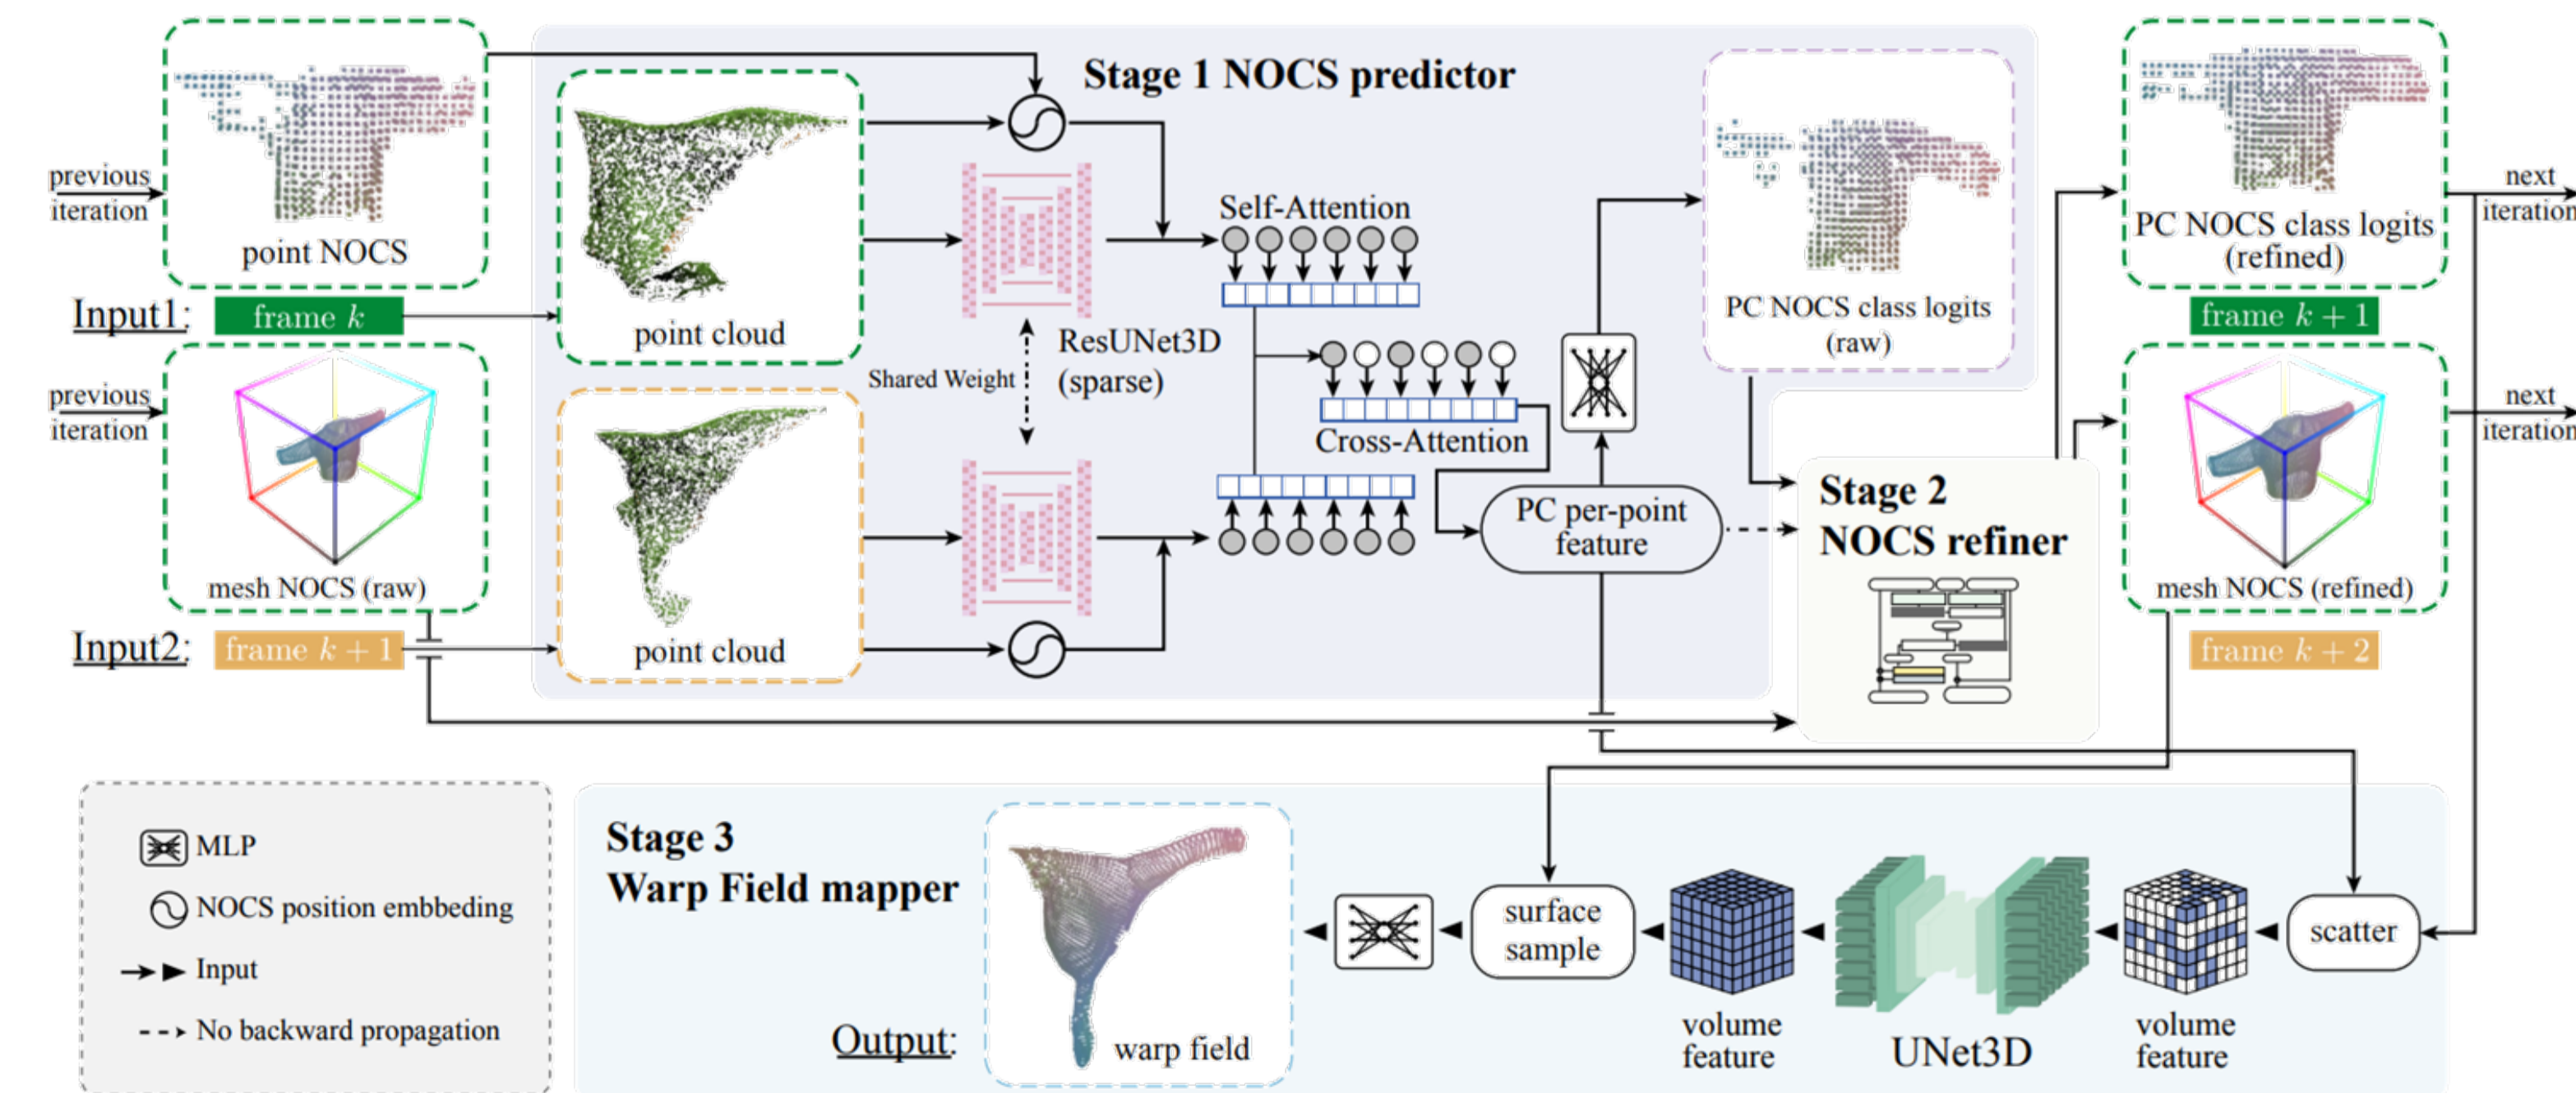 previous
iteration
point NOCS
Input1:
frame k
previous
iteration
mesh NOCS (raw)
Input2:
frame k + 1
Stage 1 NOCS predictor
point cloud
point cloud
Shared Weight
ResUNet3D
(sparse)
Self-Attention
Cross-Attention
PC per-point
feature
PC NOCS class logits
(raw)
Stage 2
NOCS refiner
PC NOCS class logits
(refined)
frame k + 1
mesh NOCS (refined)
frame k + 2
next
iteration
next
iteration
MLP
NOCS position embbeding
Input
No backward propagation
Stage 3
Warp Field mapper
Output:
warp field
surface
sample
volume
feature
UNet3D
volume
feature
scatter